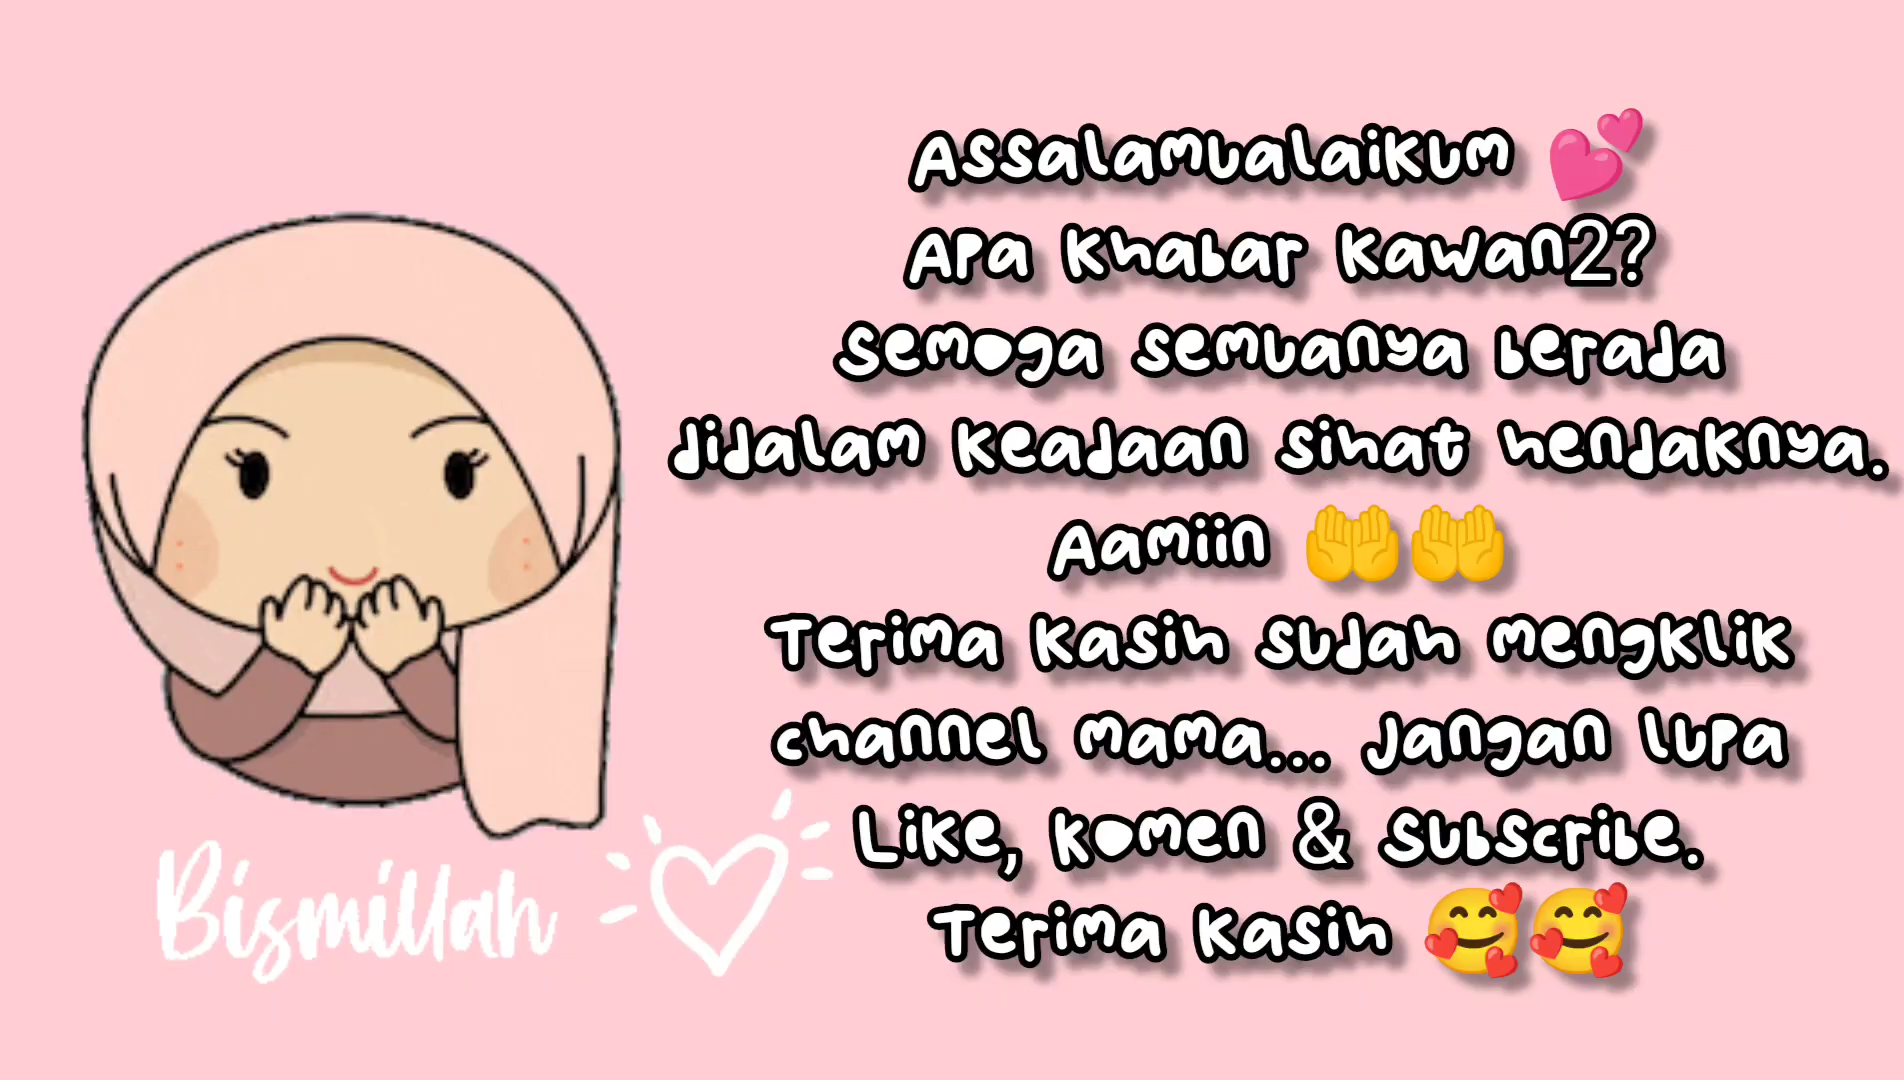 Assalamualaikum 💕
Apa khabar kawan2?
Semoga semuanya berada
didalam keadaan sihat hendaknya.
Aamiin 🤲🤲
Terima kasih sudah mengklik
channel mama... Jangan lupa
Like, komen & subscribe.
Terima kasih 🥰🥰
Bismillah